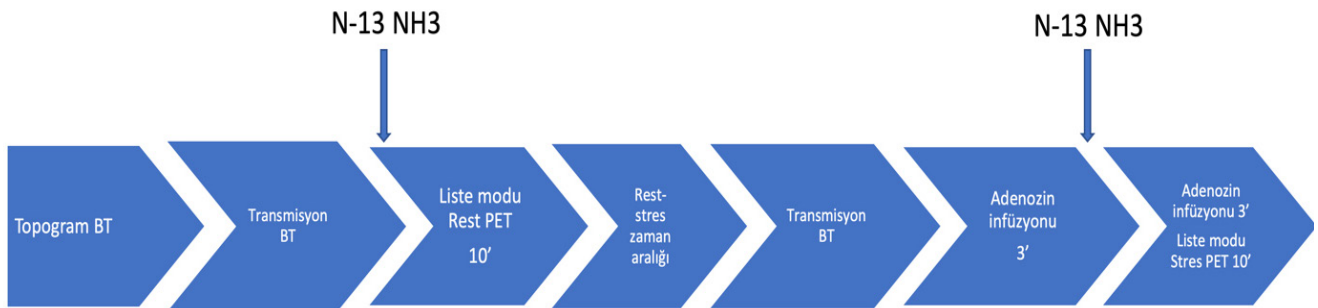 N-13 NH3
N-13 NH3
Topogram BT
Transmisyon
BT
Liste modu
Rest PET
10’
Rest-
stres
zaman
aralığı
Transmisyon
BT
Adenozin
infüzyonu
3’
Adenozin
infüzyonu 3’
Liste modu
Stres PET 10’